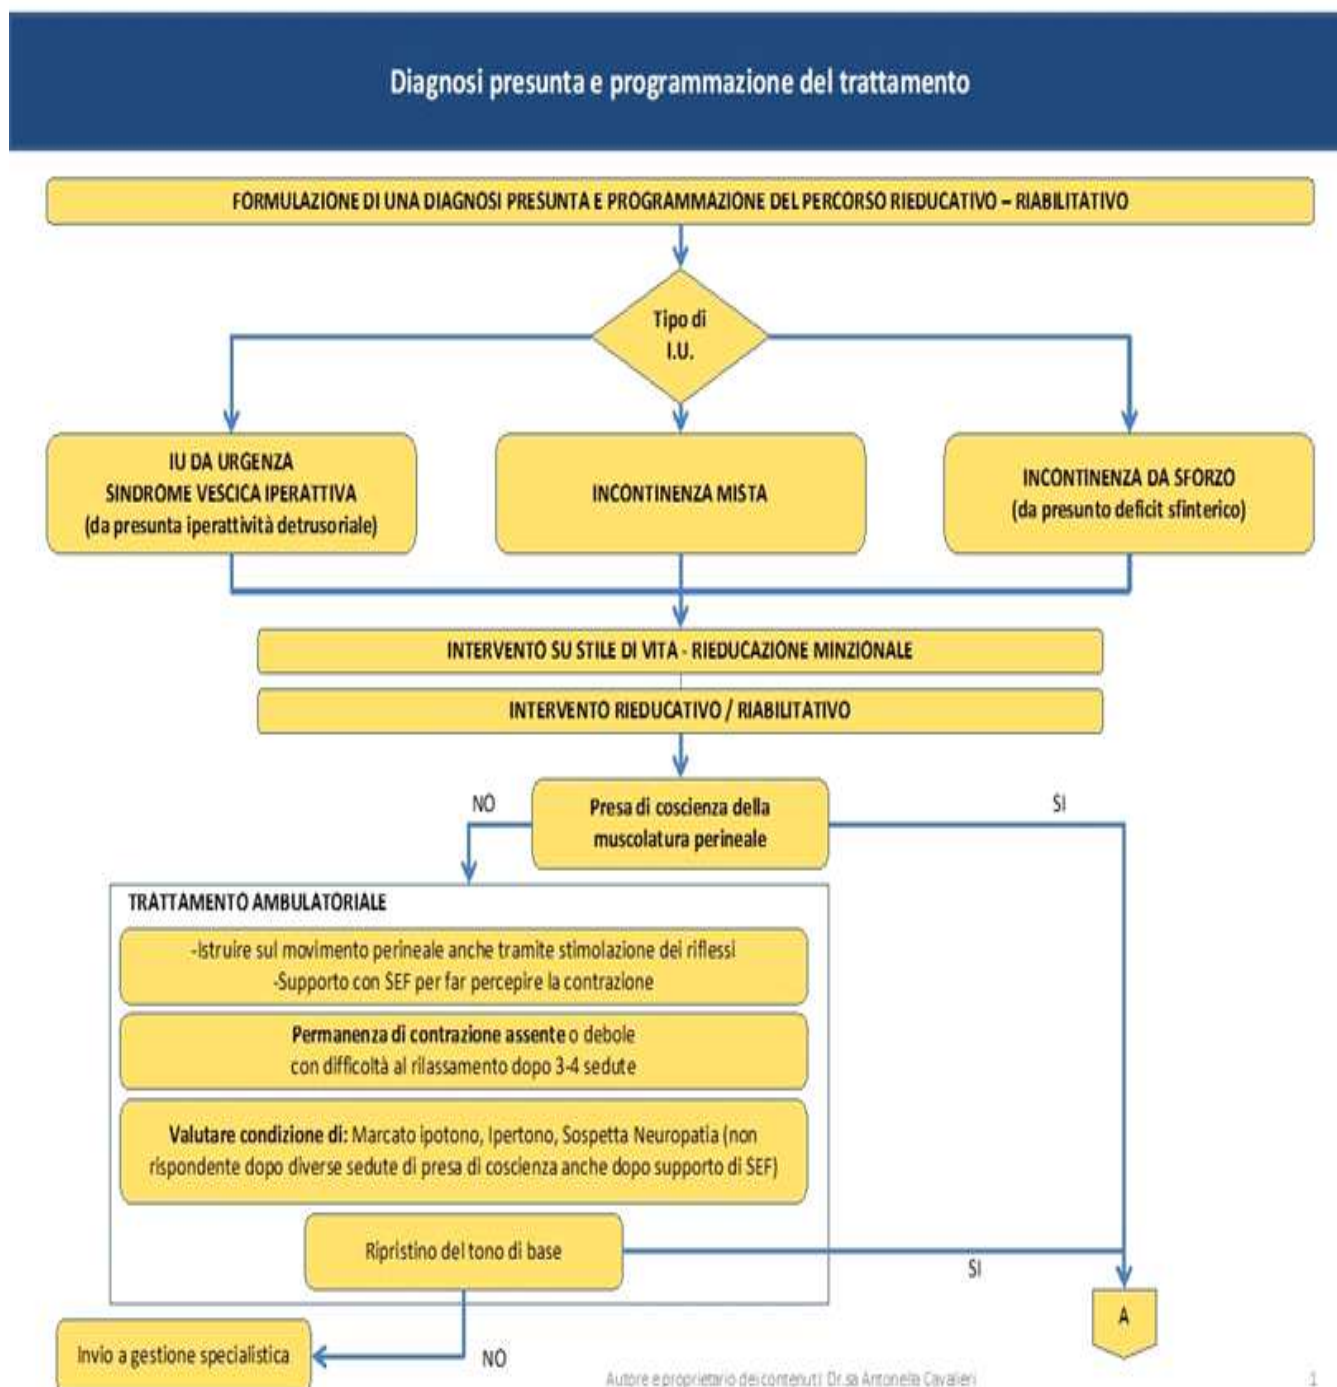 Diagnosi presunta e programmazione del trattamento
FORMULAZIONE DI UNA DIAGNOSI PRESUNTA E PROGRAMMAZIONE DEL PERCORSO RIEDUCATIVO – RIABILITATIVO
Tipo di
I.U.
IU DA URGENZA
SINDROME VESCICA IPERATTIVA
(da presunta iperattività detrusoriale)
INCONTINENZA MISTA
INCONTINENZA DA SFORZO
(da presunto deficit sfinterico)
INTERVENTO SU STILE DI VITA - RIEDUCAZIONE MINZIONALE
INTERVENTO RIEDUCATIVO / RIABILITATIVO
NO
Presa di coscienza della
muscolatura perineale
SI
TRATTAMENTO AMBULATORIALE
-Istruire sul movimento perineale anche tramite stimolazione dei riflessi
-Supporto con SEF per far percepire la contrazione
Permanenza di contrazione assente o debole
con difficoltà al rilassamento dopo 3-4 sedute
Valutare condizione di: Marcato ipotono, Ipertono, Sospetta Neuropatia (non
rispondente dopo diverse sedute di presa di coscienza anche dopo supporto di SEF)
Ripristino del tono di base
SI
A
Invio a gestione specialistica
NO
Autore e proprietario dei contenuti: Dr.sa Antonella Cavalieri
1